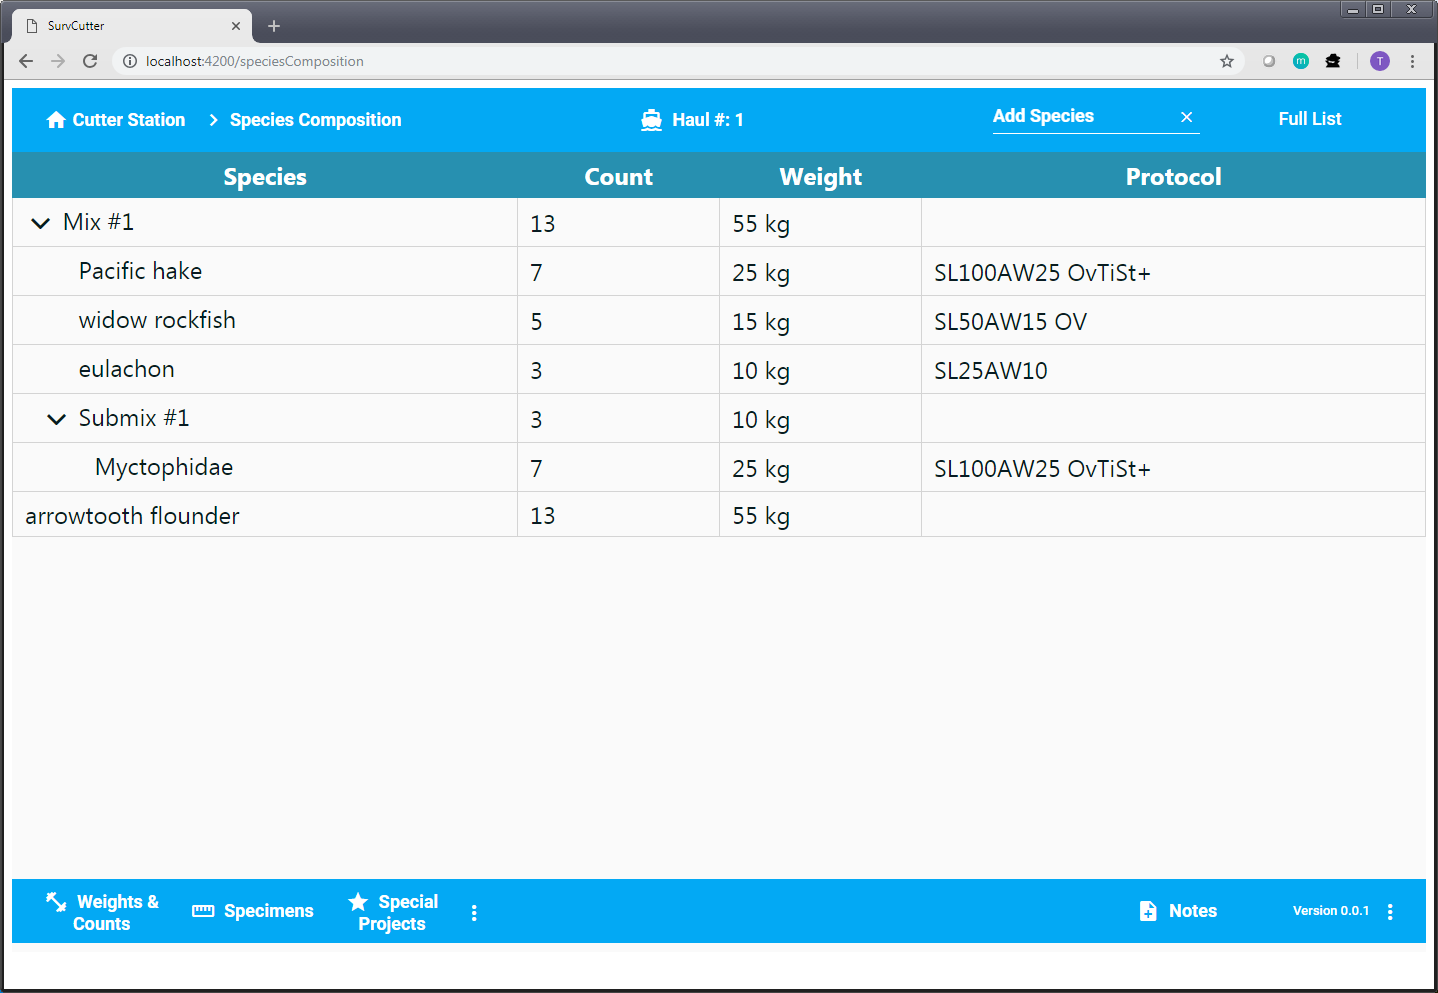 SurvCutter
localhost:4200/speciesComposition
m
T
Cutter Station > Species Composition Haul #: 1 Add Species Full List
Species Count Weight Protocol
Mix #1 13 55 kg
Pacific hake 7 25 kg SL100AW25 OvTiSt+
widow rockfish 5 15 kg SL50AW15 OV
eulachon 3 10 kg SL25AW10
Submix #1 3 10 kg
Myctophidae 7 25 kg SL100AW25 OvTiSt+
arrowtooth flounder 13 55 kg
Weights &
Counts
Specimens
Special
Projects
Notes
Version 0.0.1